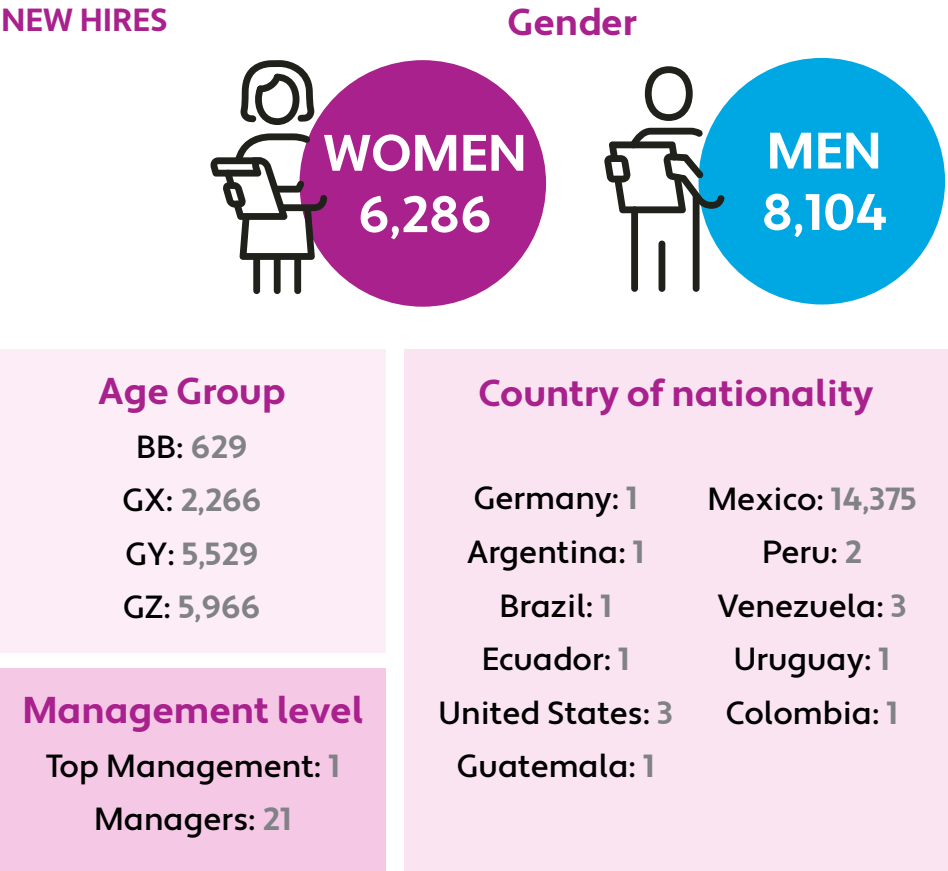 NEW HIRES
Gender
WOMEN
6,286
MEN
8,104
Age Group
BB: 629
GX: 2,266
GY: 5,529
GZ: 5,966
Management level
Top Management: 1
Managers: 21
Country of nationality
Germany: 1
Argentina: 1
Brazil: 1
Ecuador: 1
United States: 3
Guatemala: 1
Mexico: 14,375
Peru: 2
Venezuela: 3
Uruguay: 1
Colombia: 1